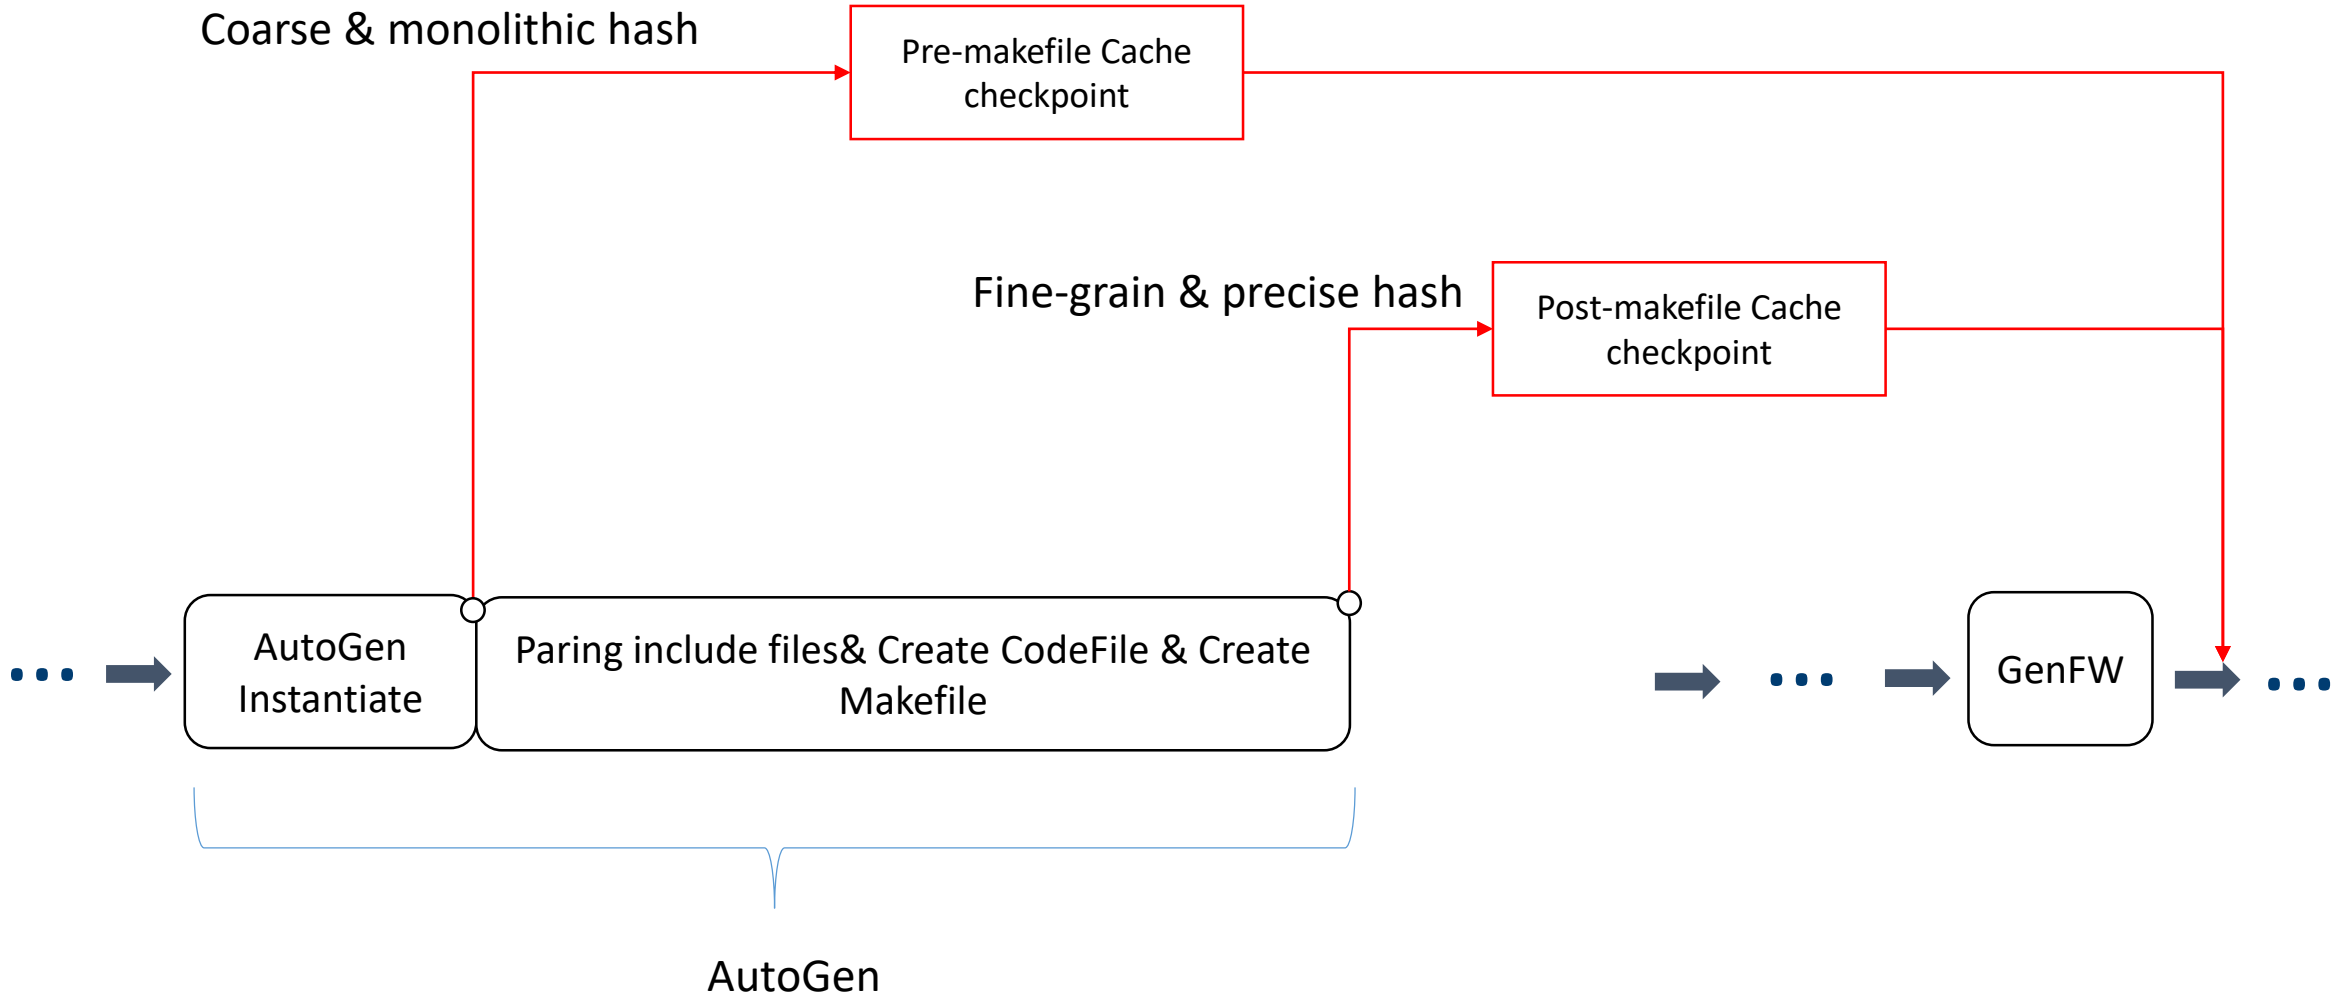 Coarse & monolithic hash
Pre-makefile Cache
checkpoint
Fine-grain & precise hash
Post-makefile Cache
checkpoint
AutoGen
Instantiate
Paring include files& Create CodeFile & Create
Makefile
GenFW
AutoGen